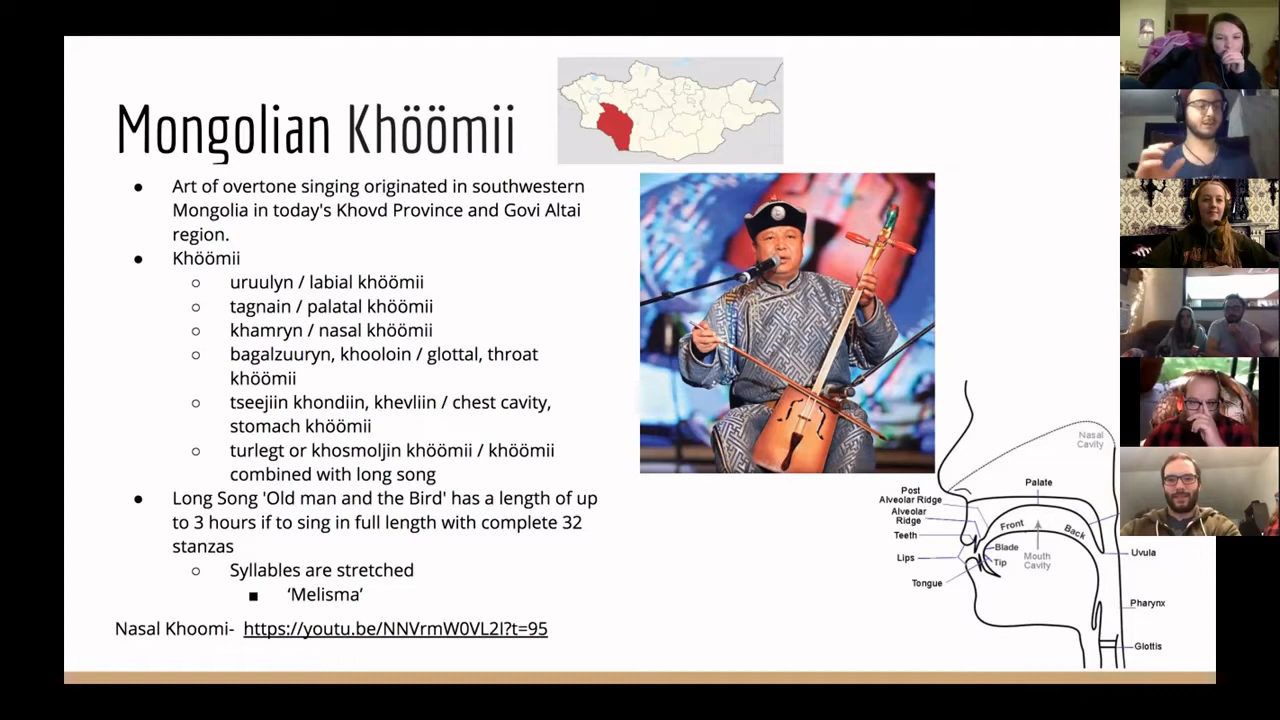 Mongolian Khöömii
● Art of overtone singing originated in southwestern
Mongolia in today's Khovd Province and Govi Altai
region.
● Khöömii
○ uruulyn / labial khöömii
○ tagnain / palatal khöömii
○ khamryn / nasal khöömii
○ bagalzuuryn, khooloin / glottal, throat
khöömii
○ tseejiin khondiin, khevliin / chest cavity,
stomach khöömii
○ turlegt or khosmoljin khöömii / khöömii
combined with long song
● Long Song 'Old man and the Bird' has a length of up
to 3 hours if to sing in full length with complete 32
stanzas
○ Syllables are stretched
■ ‘Melisma’
Nasal Khoomi- https://youtu.be/NNVrmW0VL2I?t=95
Nasal
Cavity
Palate
Post
Alveolar Ridge
Alveolar
Ridge
Teeth
Lips
Tongue
Front
Back
Blade
Tip
Mouth
Cavity
Uvula
Pharynx
Glottis